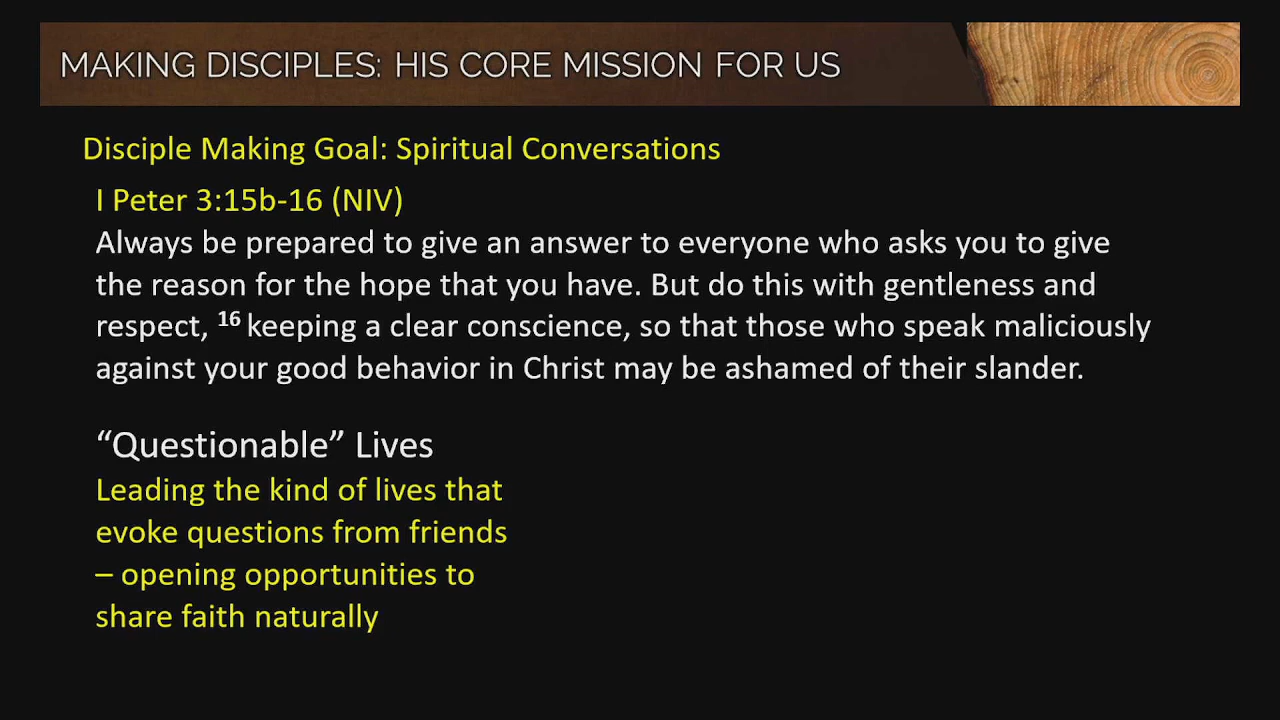 MAKING DISCIPLES: HIS CORE MISSION FOR US
Disciple Making Goal: Spiritual Conversations
I Peter 3:15b-16 (NIV)
Always be prepared to give an answer to everyone who asks you to give
the reason for the hope that you have. But do this with gentleness and
respect, 16 keeping a clear conscience, so that those who speak maliciously
against your good behavior in Christ may be ashamed of their slander.
“Questionable” Lives
Leading the kind of lives that
evoke questions from friends
– opening opportunities to
share faith naturally